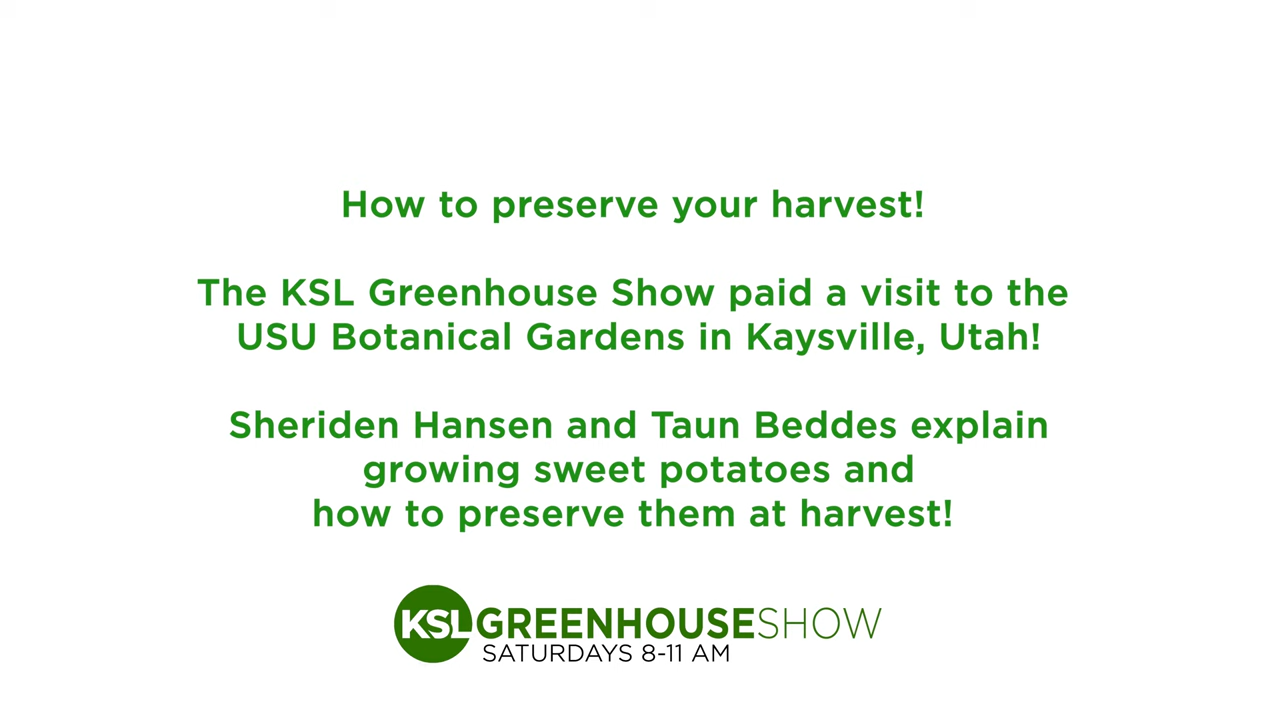 How to preserve your harvest!
The KSL Greenhouse Show paid a visit to the
USU Botanical Gardens in Kaysville, Utah!
Sheriden Hansen and Taun Beddes explain
growing sweet potatoes and
how to preserve them at harvest!
KSL GREENHOUSE SHOW
SATURDAYS 8-11 AM